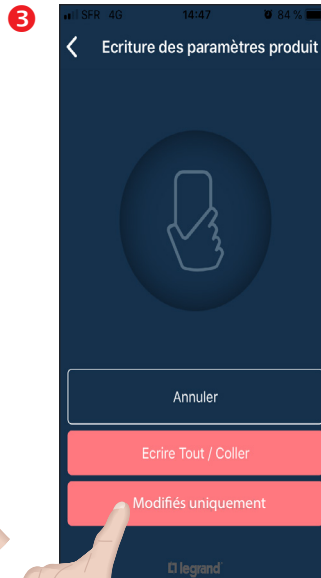 3
SFR 4G 14:47 84 %
Ecriture des paramètres produit
Annuler
Ecrire Tout / Coller
Modifiés uniquement
legrand